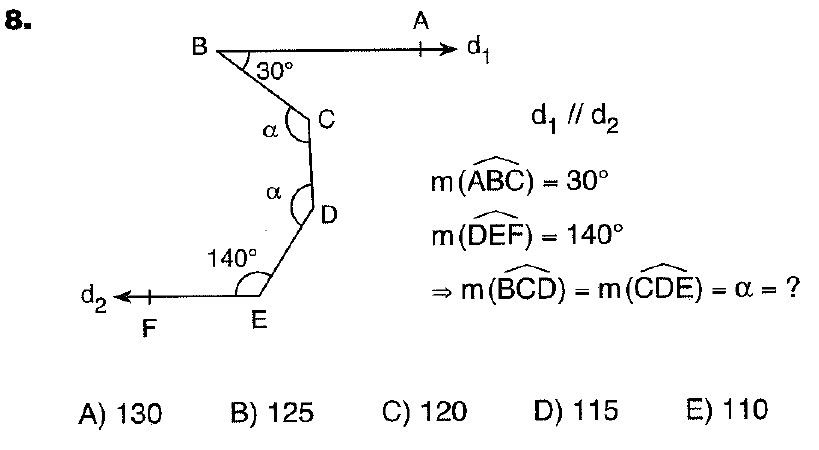 8.
A
B
d₁
30°
C
α
d₁ // d₂
m(ABC) = 30°
α
D
m(DEF) = 140°
140°
⇒ m(BCD) = m(CDE) = α = ?
d₂
F
E
A) 130 B) 125 C) 120 D) 115 E) 110